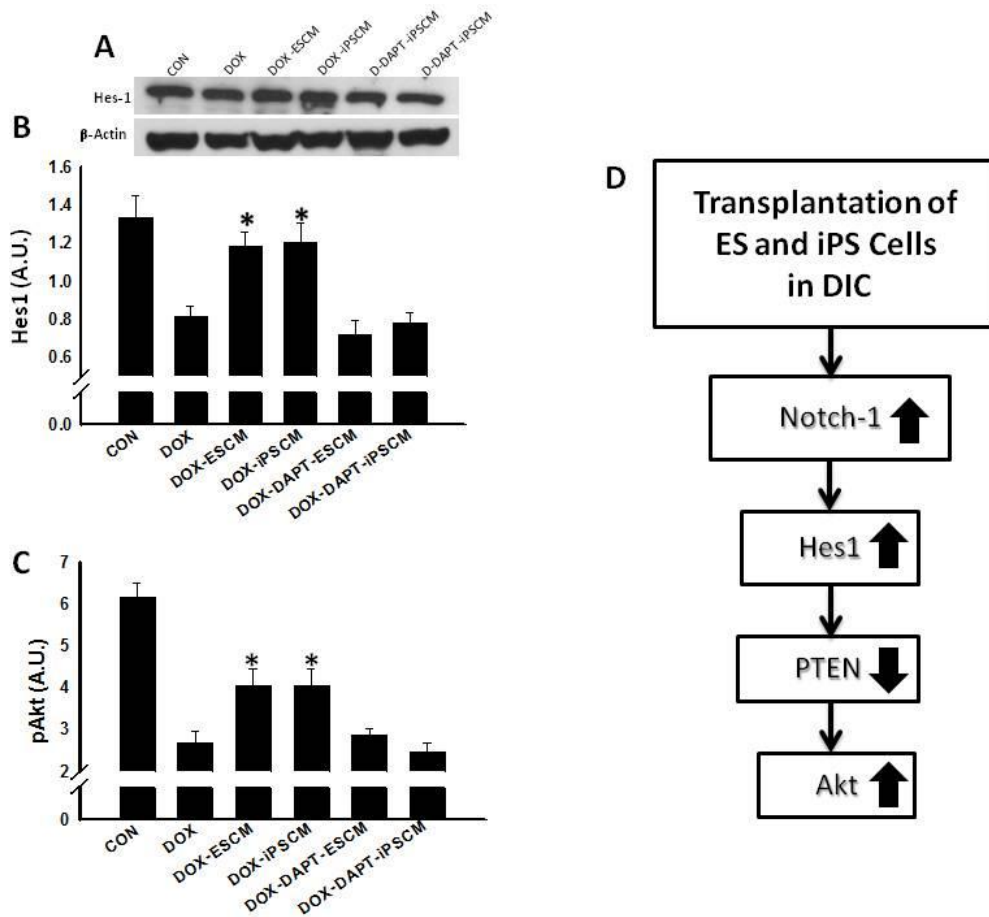 A
CON
DOX
DOX-ESCM
DOX-iPSCM
D-DAPT-iPSCM
D-DAPT-iPSCM
Hes-1
β-Actin
B
1.6
1.4
1.2
1.0
0.8
0.6
0.0
Hes1 (A.U.)
*
*
CON
DOX
DOX-ESCM
DOX-iPSCM
DOX-DAPT-ESCM
DOX-DAPT-iPSCM
C
7
6
5
4
3
2
0
pAkt (A.U.)
*
*
CON
DOX
DOX-ESCM
DOX-iPSCM
DOX-DAPT-ESCM
DOX-DAPT-iPSCM
D
Transplantation of
ES and iPS Cells
in DIC
Notch-1
Hes1
PTEN
Akt